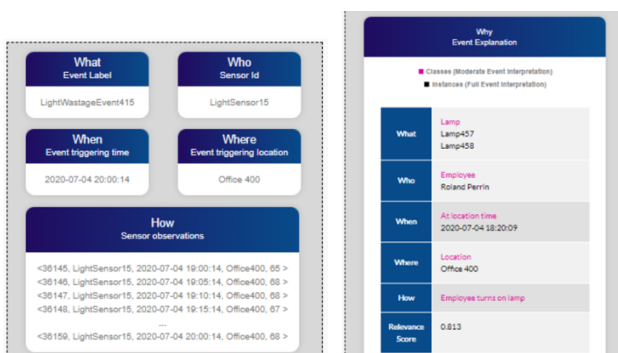 What
Event Label
LightWastageEvent415
Who
Sensor Id
LightSensor15
When
Event triggering time
2020-07-04 20:00:14
Where
Event triggering location
Office 400
How
Sensor observations
<36145, LightSensor15, 2020-07-04 19:00:14, Office400, 65 >
<36146, LightSensor15, 2020-07-04 19:05:14, Office400, 68 >
<36147, LightSensor15, 2020-07-04 19:10:14, Office400, 68 >
<36148, LightSensor15, 2020-07-04 19:15:14, Office400, 67 >
....
<36159, LightSensor15, 2020-07-04 20:00:14, Office400, 68 >
Why
Event Explanation
Classes (Moderate Event Interpretation)
Instances (Full Event Interpretation)
What
Lamp
Lamp457
Lamp458
Who
Employee
Roland Perrin
When
At location time
2020-07-04 18:20:09
Where
Location
Office 400
How
Employee turns on lamp
Relevance
Score
0.813